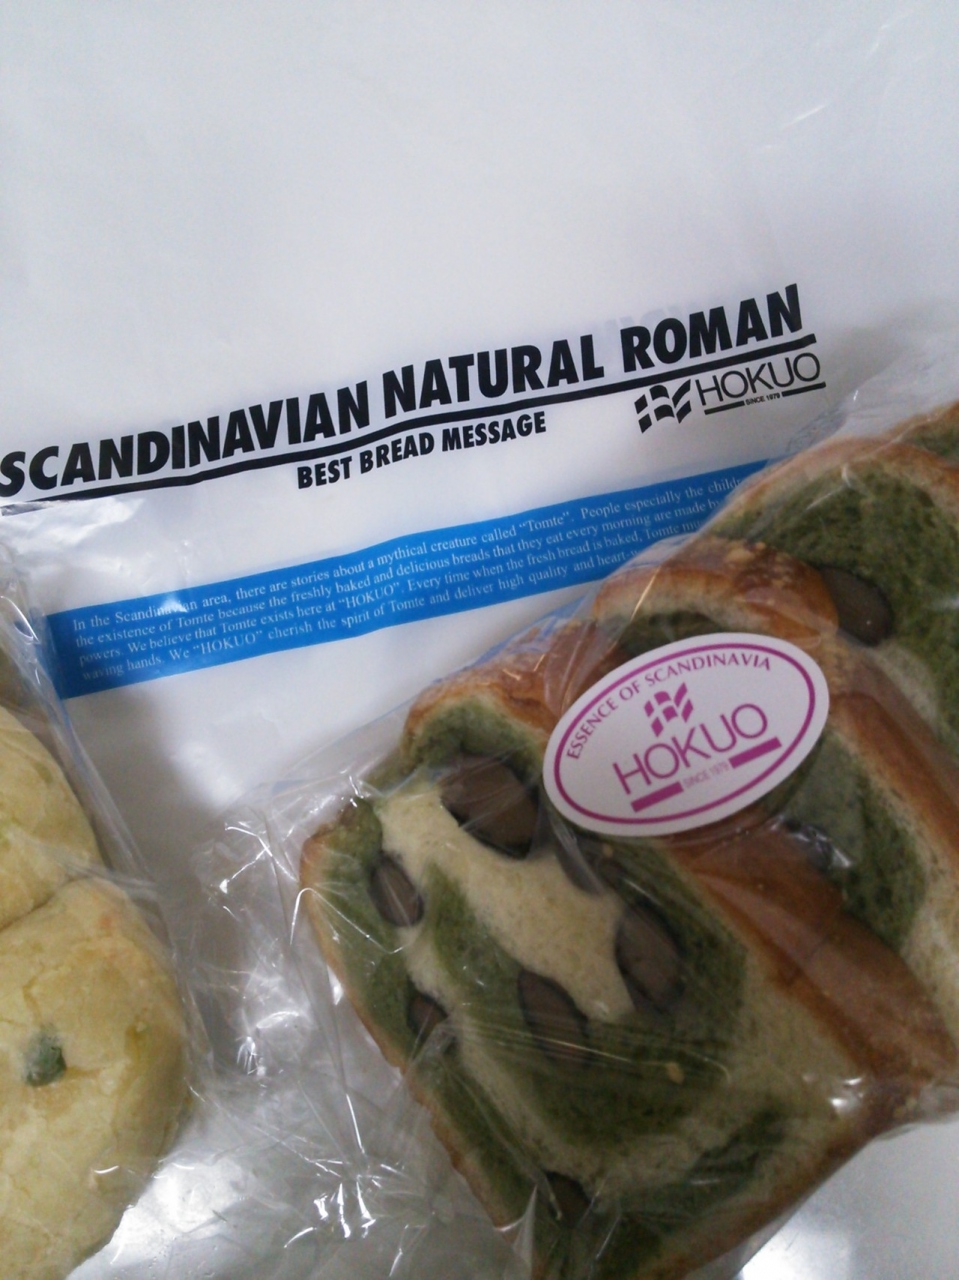 SCANDINAVIAN NATURAL ROMAN
HOKUO
SINCE 1979
BEST BREAD MESSAGE
In the Scandinavian area, there are stories about a mythical creature called "Tomte". People especially the
the existence of Tomte because the freshly baked and delicious breads that they eat every morning are made by
powers. We believe that Tomte exists here at "HOKUO". Every time when the fresh bread is baked, Tomte
waving hands. We "HOKUO" cherish the spirit of Tomte and deliver high quality and
ESSENCE OF SCANDINAVIA
HOKUO
SINCE 1979